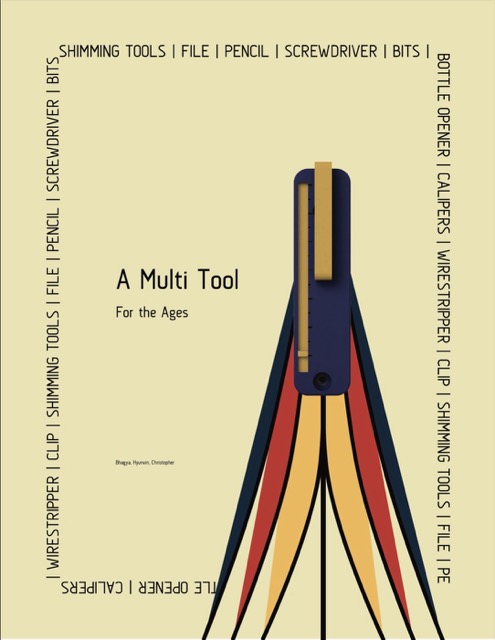 SHIMMING TOOLS | FILE | PENCIL | SCREWDRIVER | BITS |
BOTTLE OPENER | CALIPERS | WIRESTRIPPER | CLIP | SHIMMING TOOLS | FILE | PE
TLE OPENER | CALIPERS
| WIRESTRIPPER | CLIP | SHIMMING TOOLS | FILE | PENCIL | SCREWDRIVER | BITS
A Multi Tool
For the Ages
Bhagya, Hyunwin, Christopher